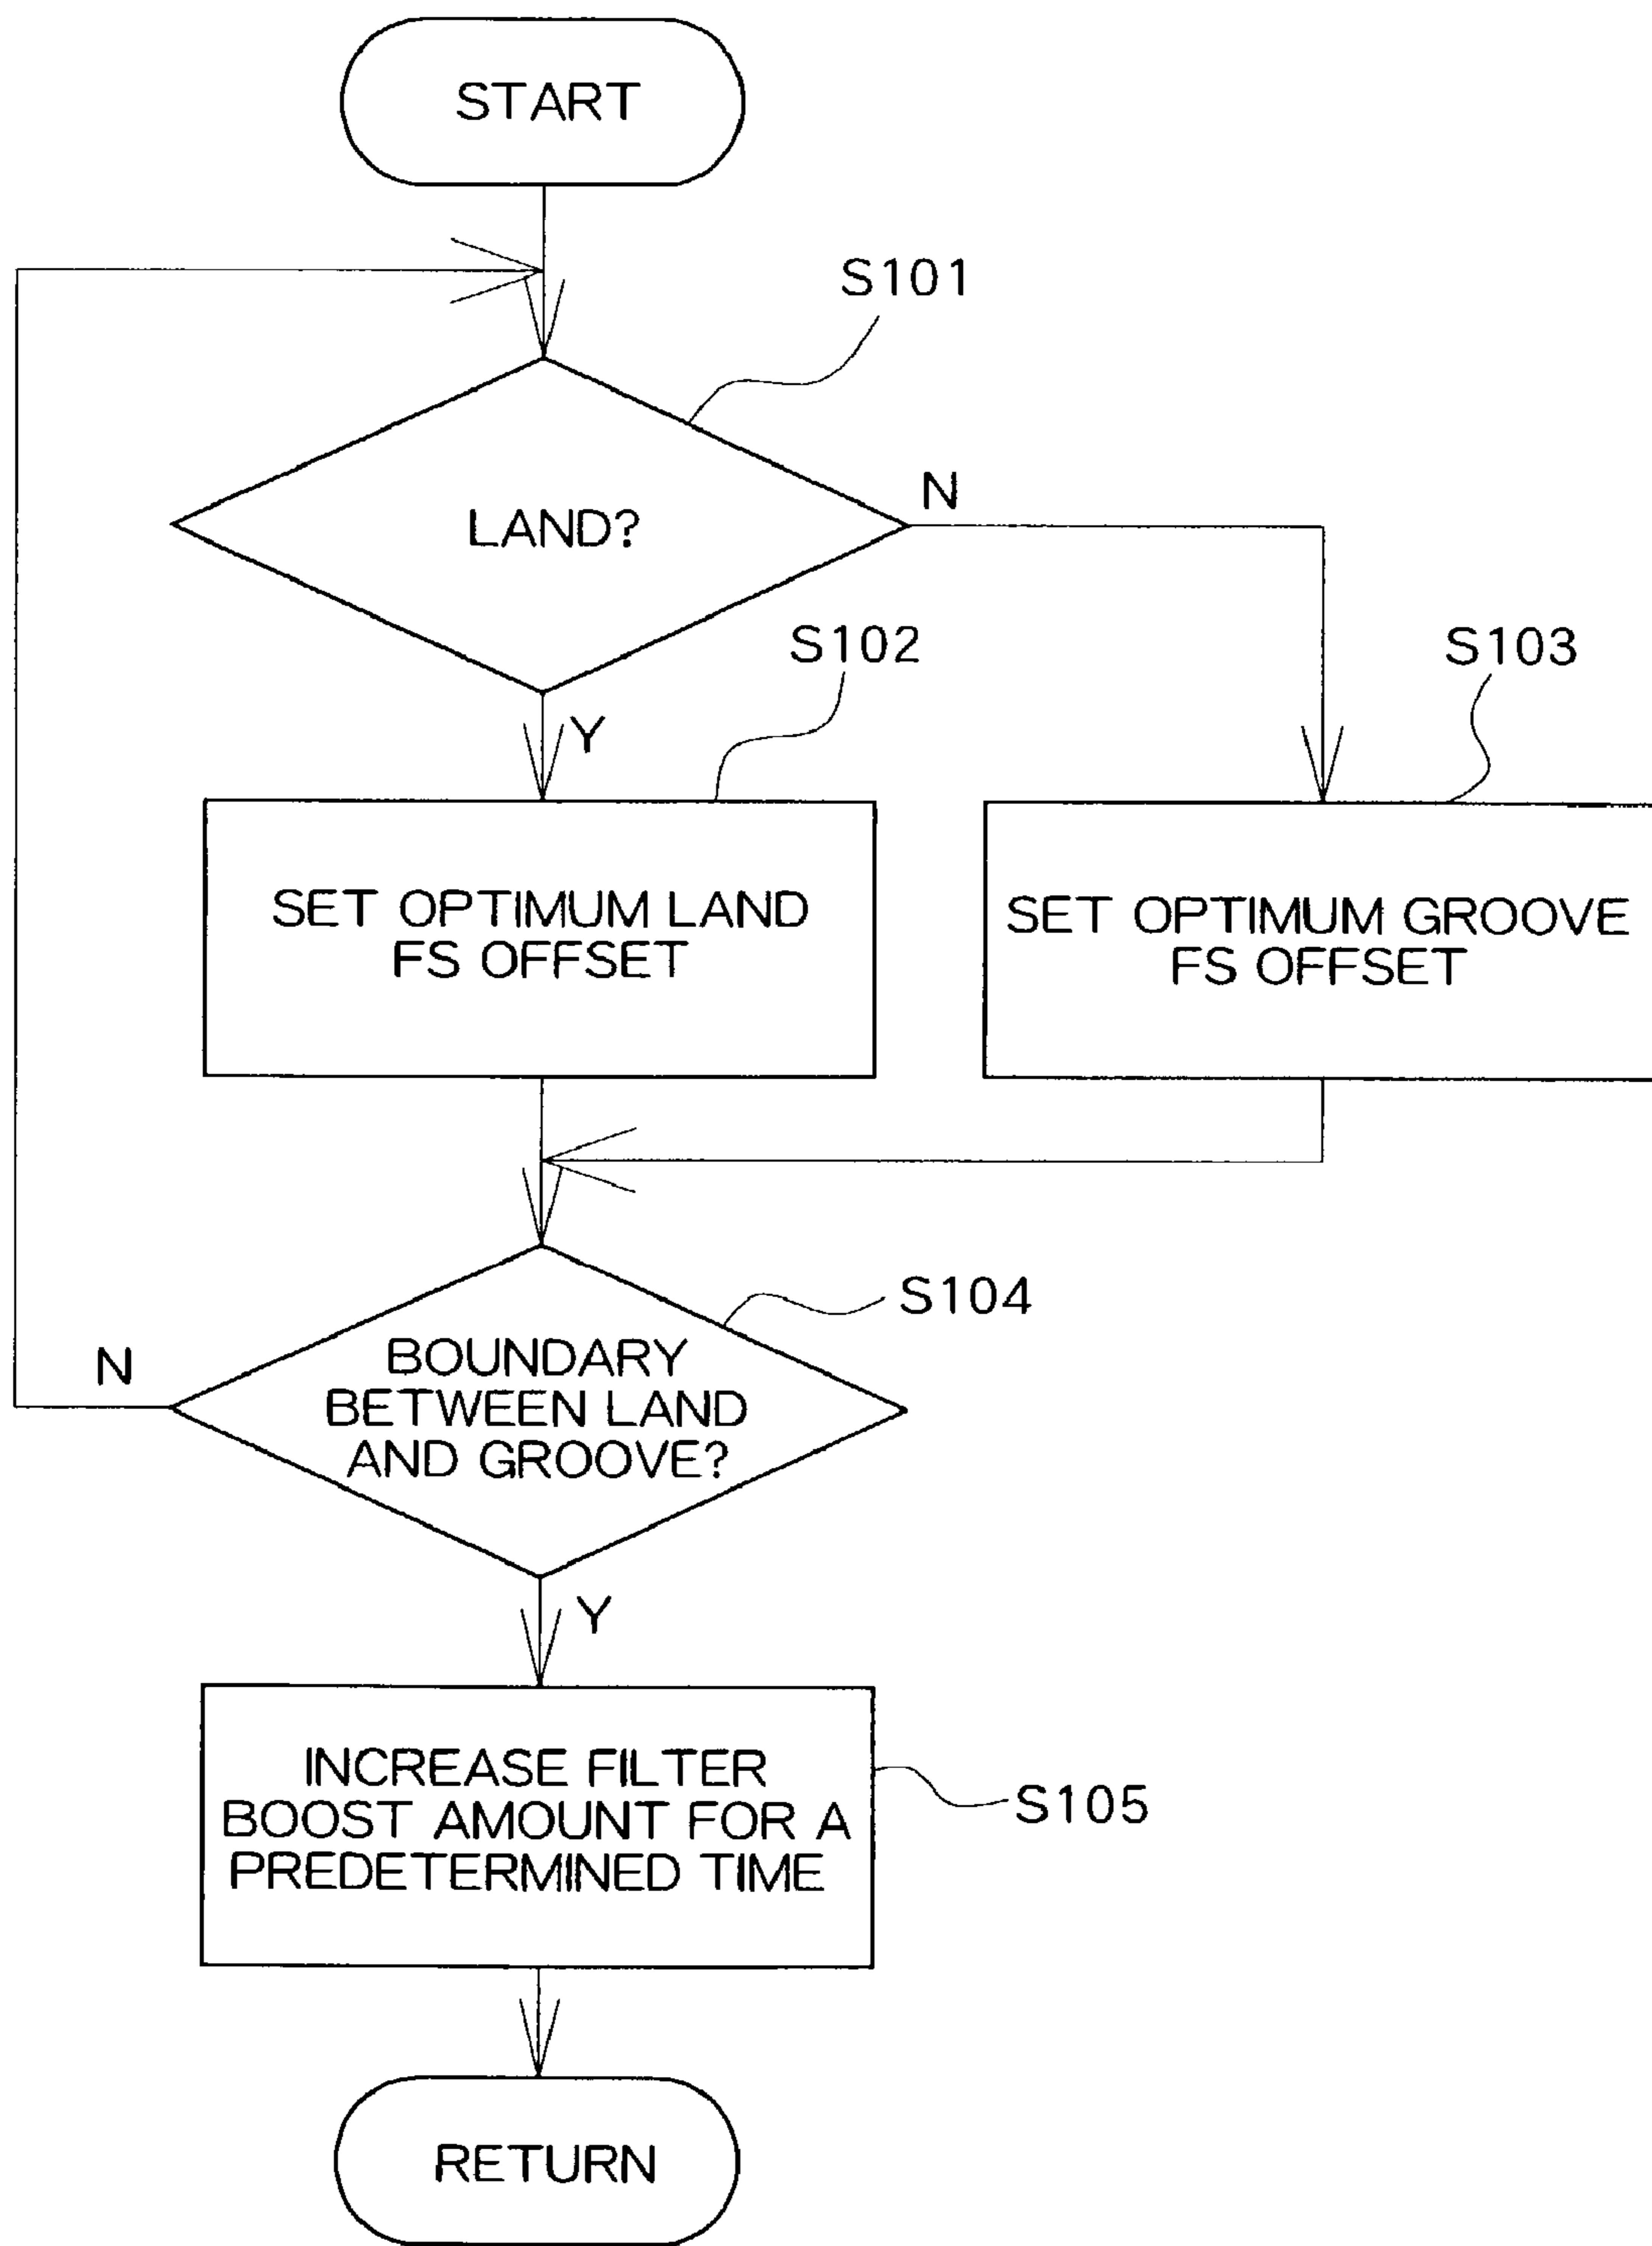 START
S101
LAND?
N
S102
S103
Y
SET OPTIMUM LAND
FS OFFSET
SET OPTIMUM GROOVE
FS OFFSET
S104
N
BOUNDARY
BETWEEN LAND
AND GROOVE?
Y
INCREASE FILTER
BOOST AMOUNT FOR A
PREDETERMINED TIME
S105
RETURN